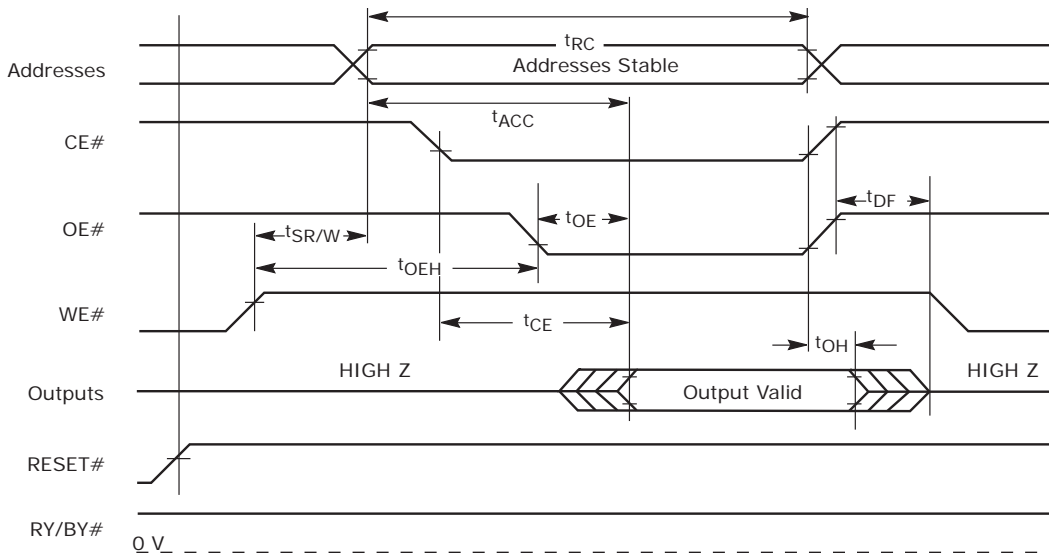 tRC
Addresses
Addresses Stable
tACC
CE#
tDF
tOE
OE#
tSR/W
tOEH
WE#
tCE
tOH
HIGH Z
HIGH Z
Outputs
Output Valid
RESET#
RY/BY#
0 V